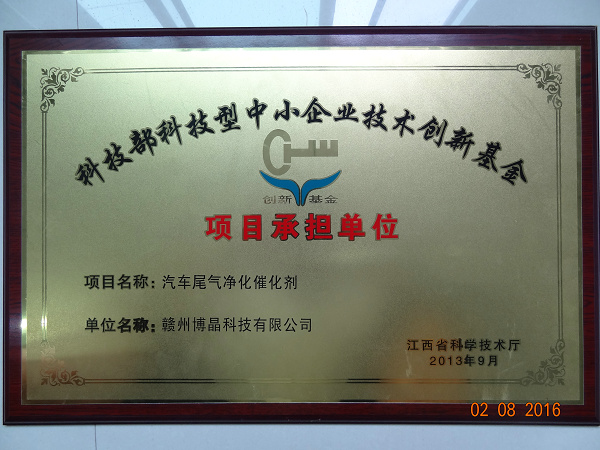 科技部科技型中小企业技术创新基金
创新基金
项目承担单位
项目名称：汽车尾气净化催化剂
单位名称：赣州博晶科技有限公司
江西省科学技术厅
2013年9月
02 08 2016